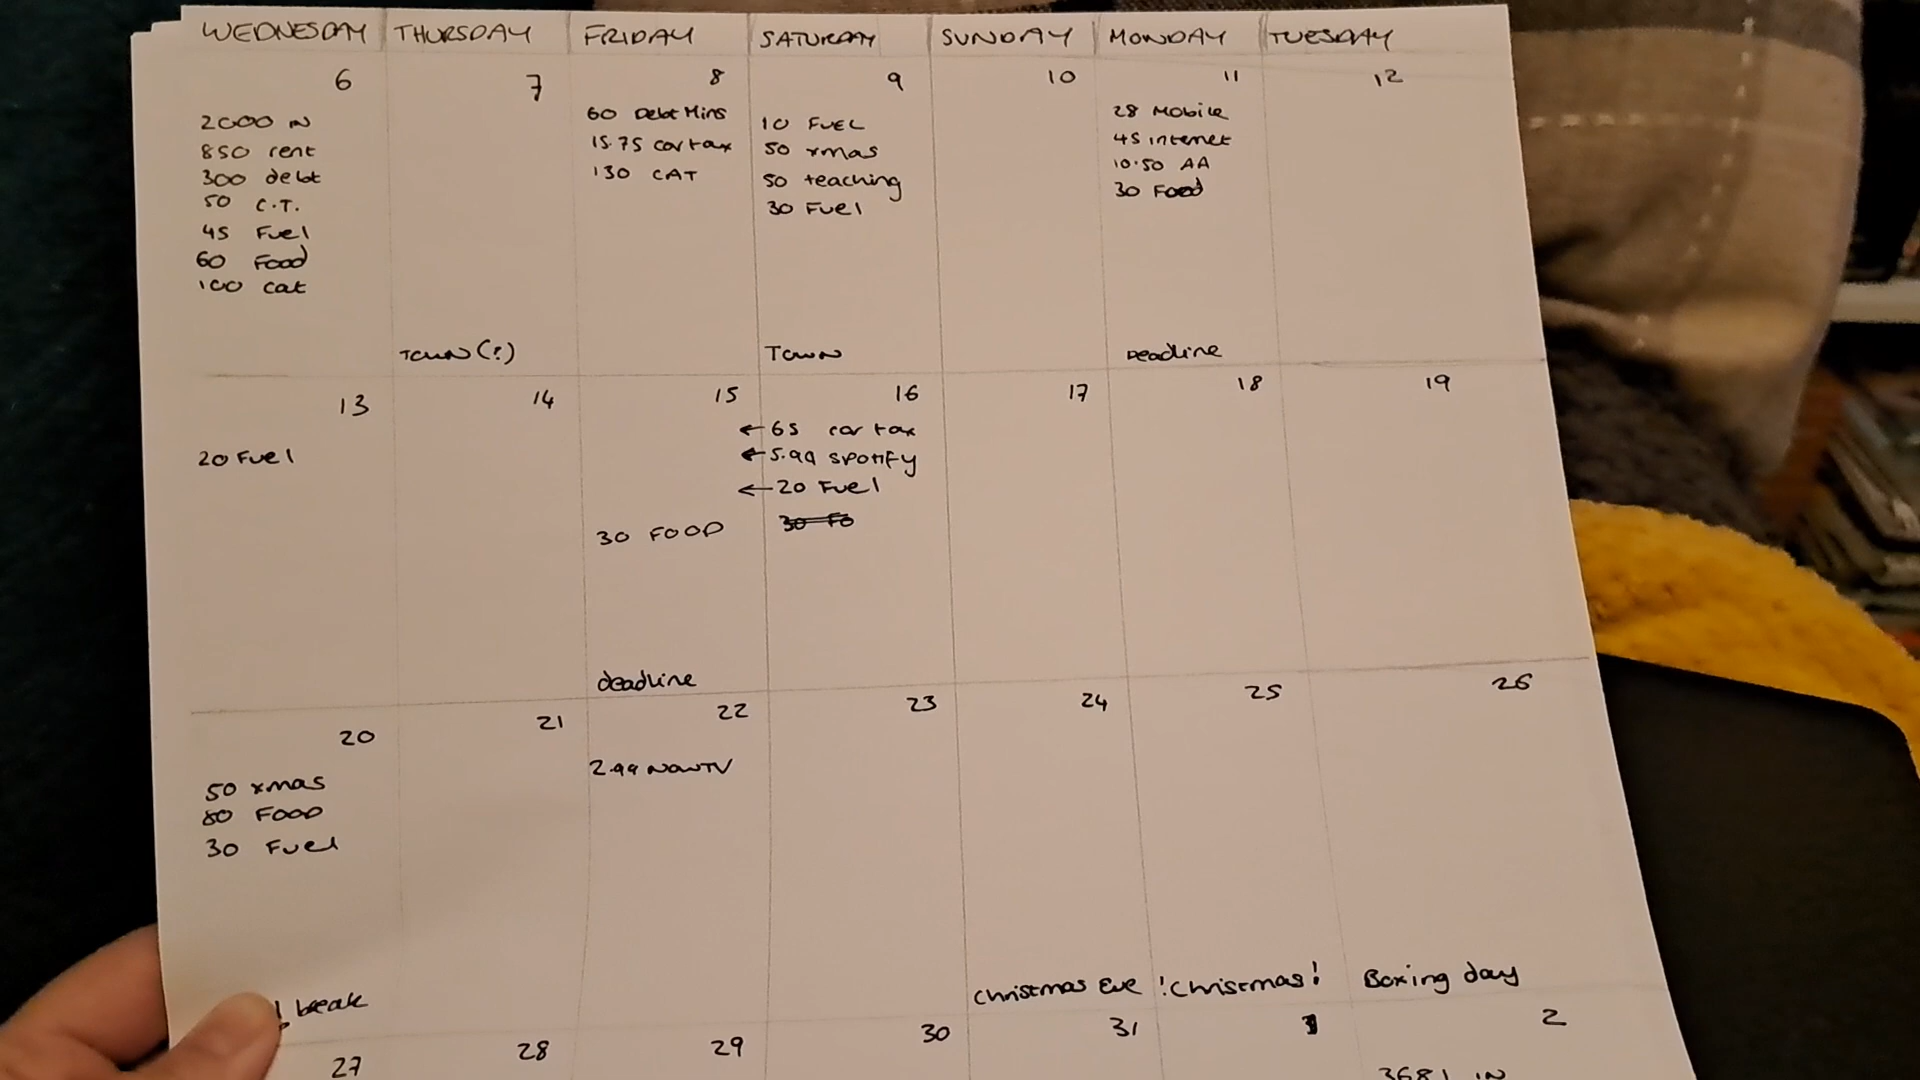 WEDNESDAY THURSDAY FRIDAY SATURDAY SUNDAY MONDAY TUESDAY
6
2000 IN
850 rent
300 debt
50 C.T.
45 Fuel
60 Food
100 cat
7
TOWN (?)
8
60 Debt Mins
15.75 car tax
130 CAT
9
10 FUEL
50 xmas
50 teaching
30 Fuel
TOWN
10
11
28 Mobile
45 internet
10.50 AA
30 Food
Deadline
12
13
20 Fuel
14
15
30 FOOD
deadline
16
←65 car tax
←5.99 SPOTIFY
←20 Fuel
30 Fo
17
18
19
20
50 xmas
80 FOOD
30 Fuel
break
21
22
2.99 NOWTV
23
24
Christmas Eve
25
!Christmas!
26
Boxing day
27
28
29
30
31
2
3681 IN